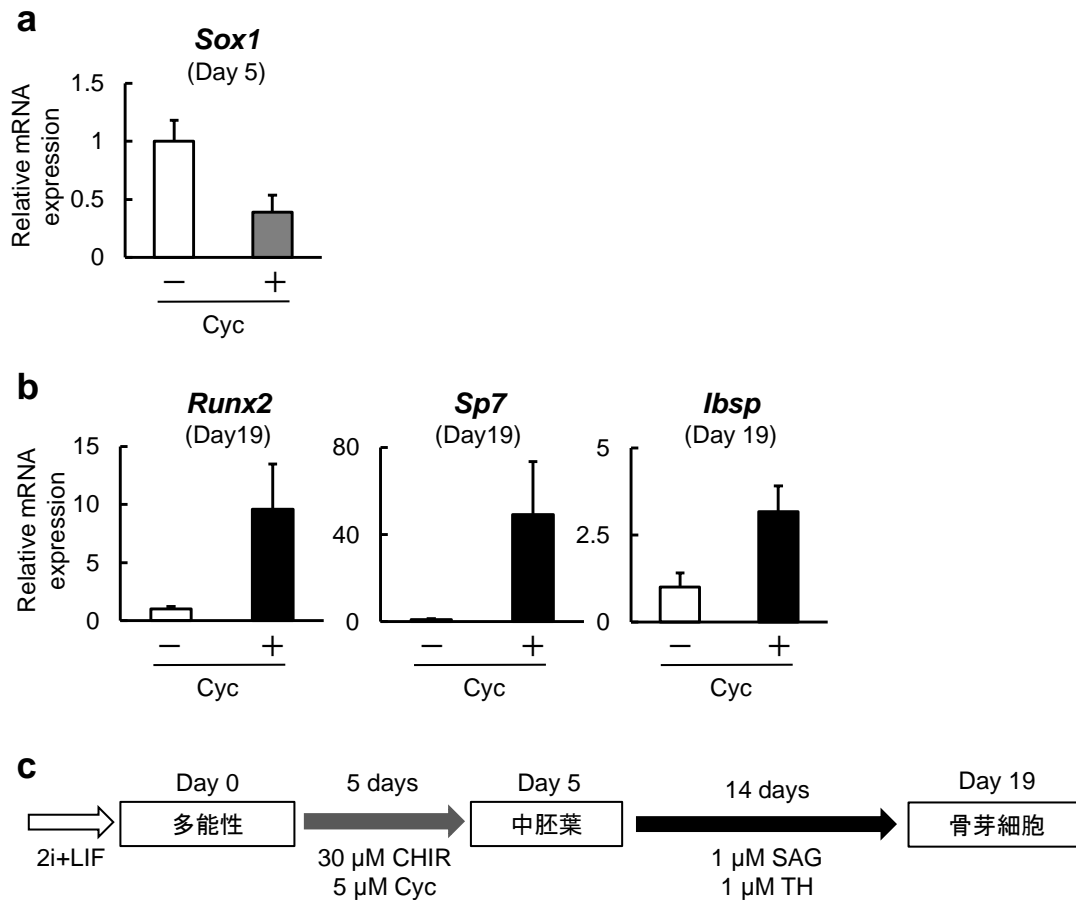 a
Sox1
(Day 5)
Relative mRNA
expression
1.5
1
0.5
0
－ ＋
Cyc
b
Runx2
(Day19)
Relative mRNA
expression
15
10
5
0
－ ＋
Cyc
Sp7
(Day19)
80
40
0
－ ＋
Cyc
Ibsp
(Day 19)
5
2.5
0
－ ＋
Cyc
c
Day 0 5 days Day 5 14 days Day 19
多能性 中胚葉 骨芽細胞
2i+LIF 30 µM CHIR 1 µM SAG
5 µM Cyc 1 µM TH